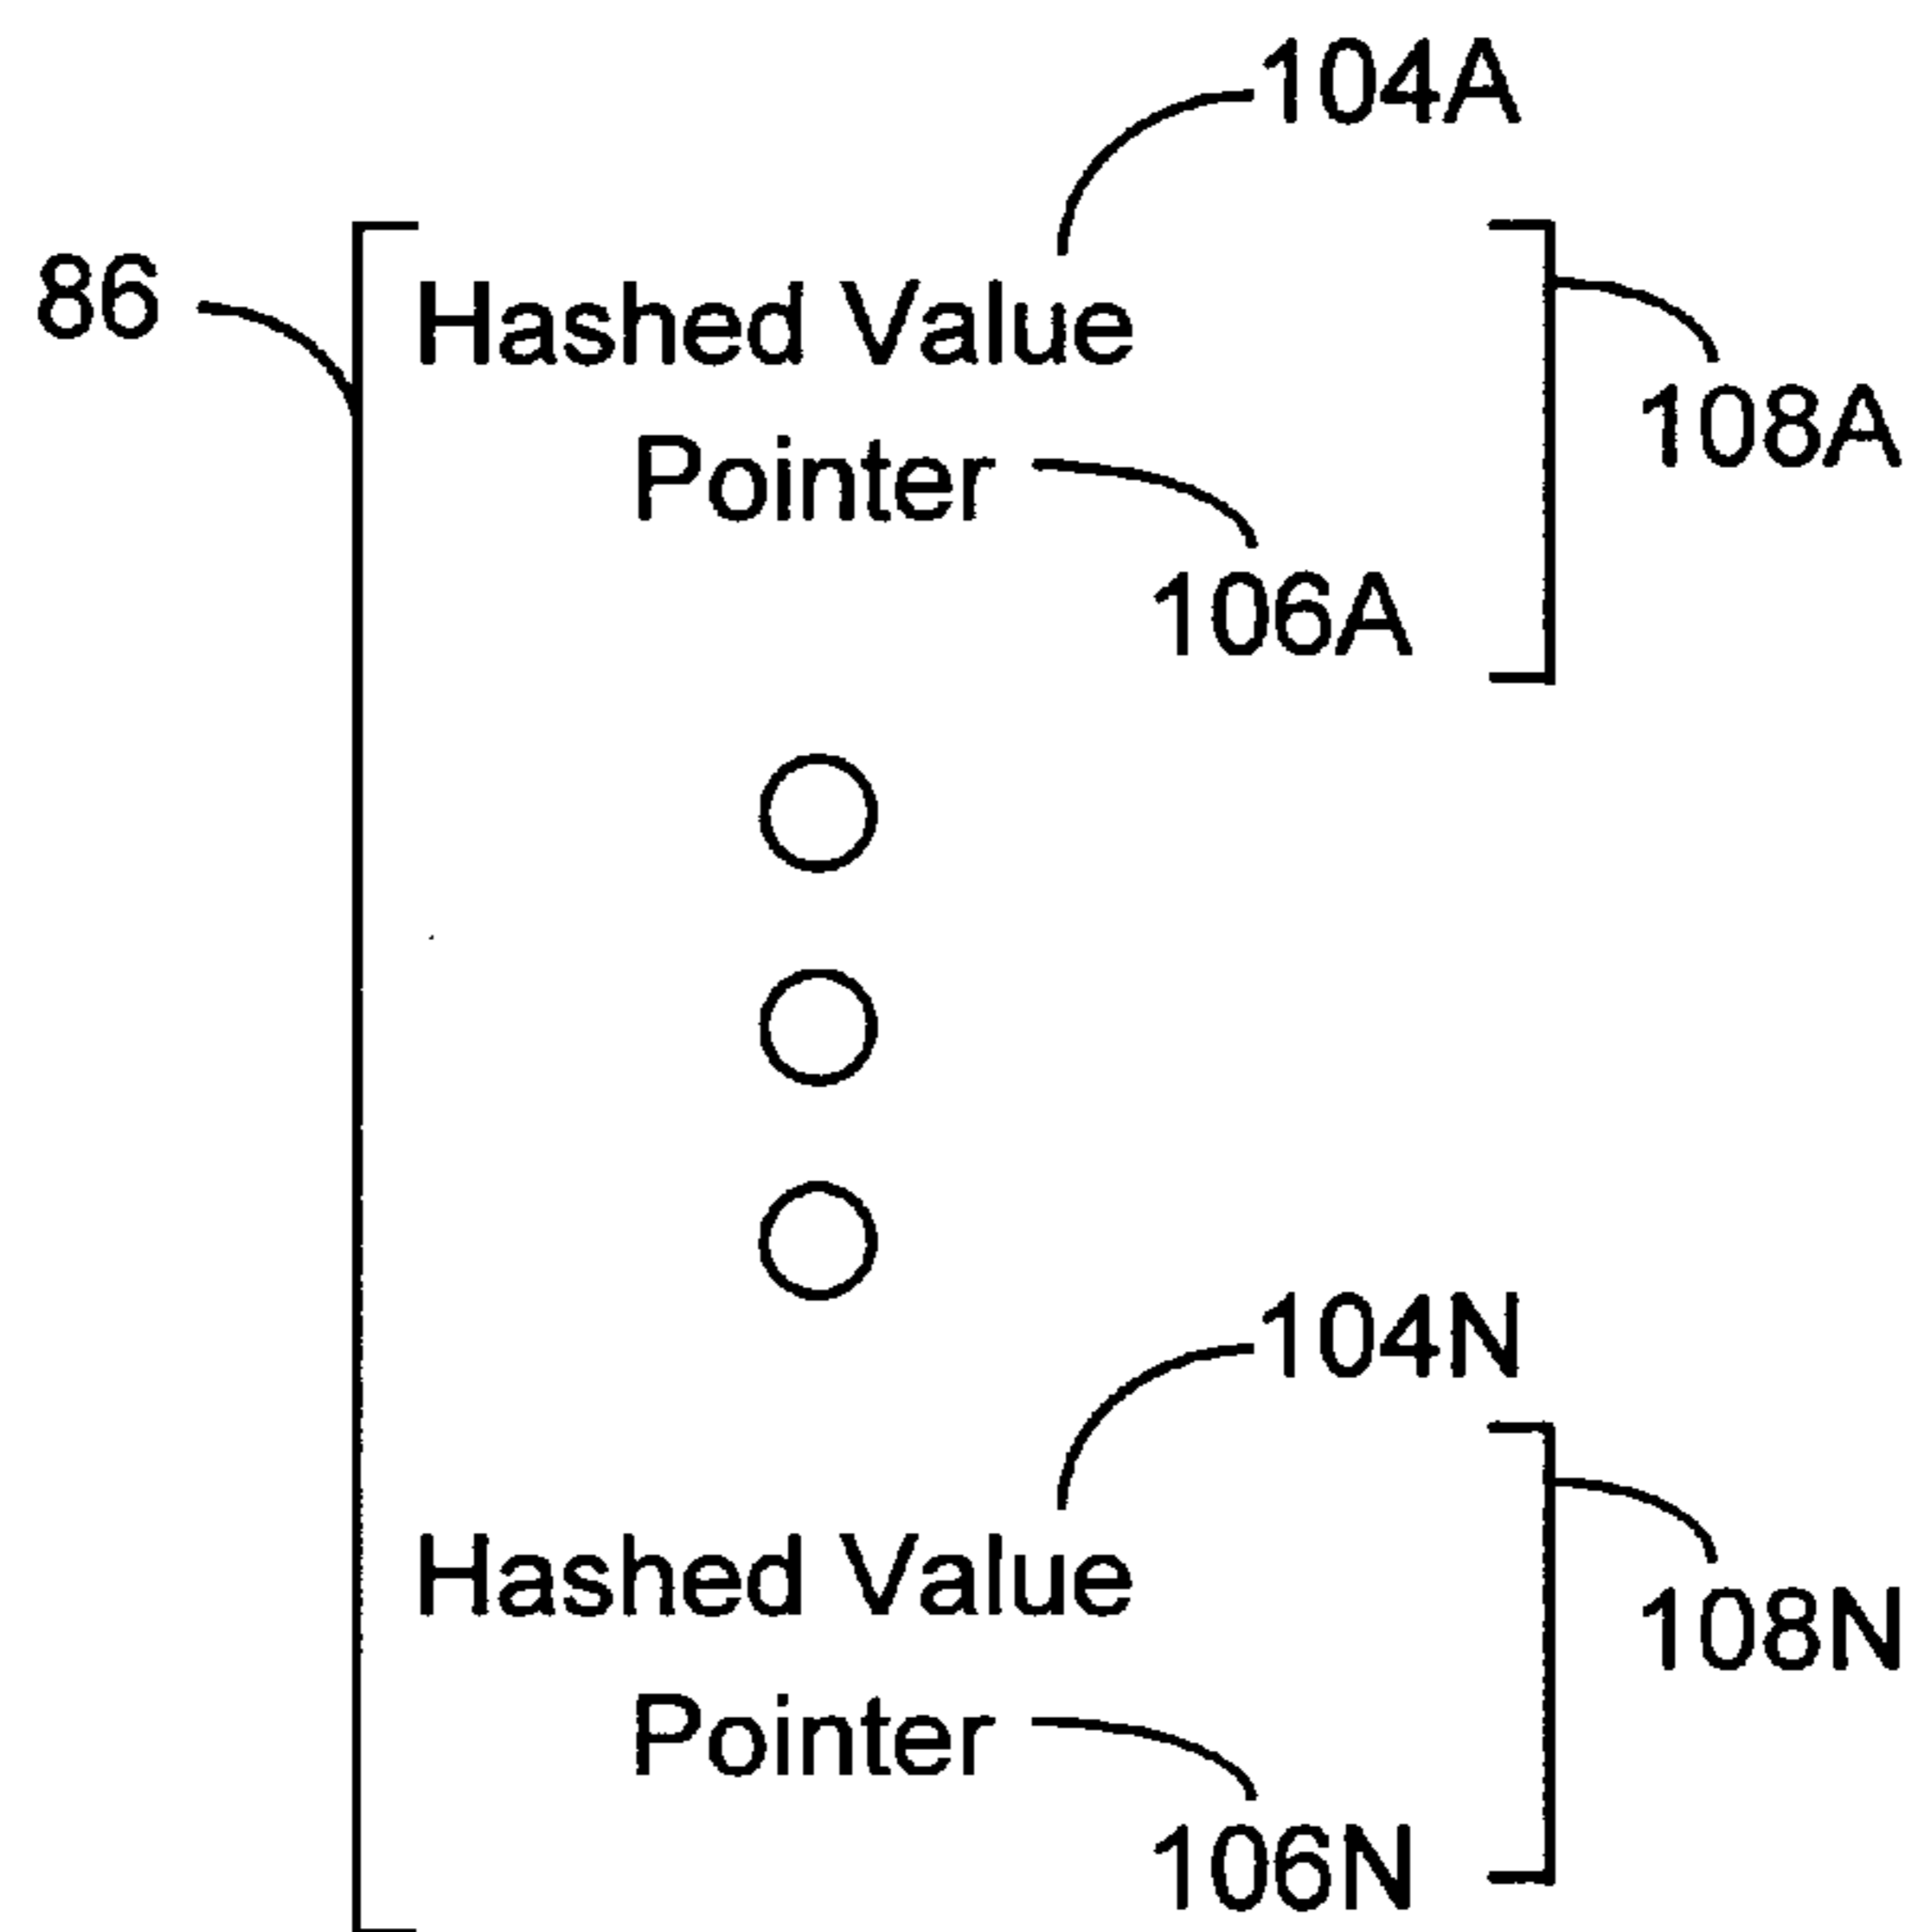 104A
86
Hashed Value
108A
Pointer
106A
104N
Hashed Value
108N
Pointer
106N